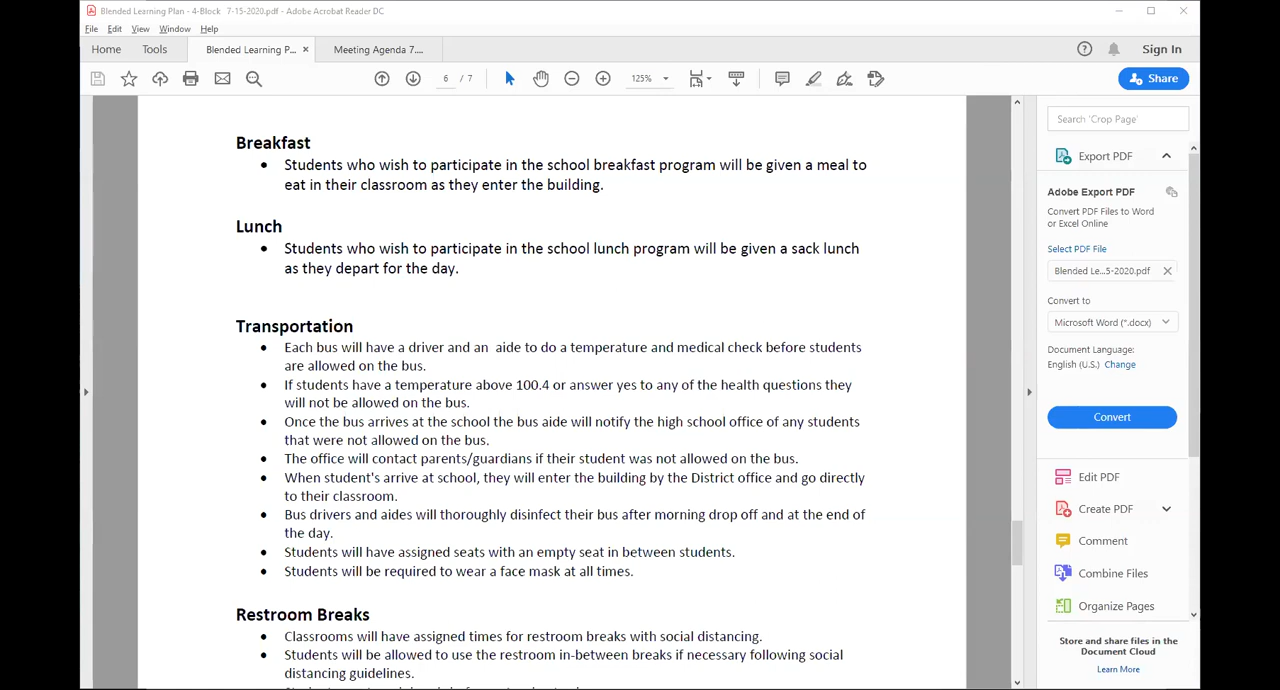 Blended Learning Plan - 4-Block 7-15-2020.pdf - Adobe Acrobat Reader DC
File Edit View Window Help
Home Tools Blended Learning P... × Meeting Agenda 7.... Sign In
6 / 7 125% Share
Breakfast
• Students who wish to participate in the school breakfast program will be given a meal to
eat in their classroom as they enter the building.
Lunch
• Students who wish to participate in the school lunch program will be given a sack lunch
as they depart for the day.
Transportation
• Each bus will have a driver and an aide to do a temperature and medical check before students
are allowed on the bus.
• If students have a temperature above 100.4 or answer yes to any of the health questions they
will not be allowed on the bus.
• Once the bus arrives at the school the bus aide will notify the high school office of any students
that were not allowed on the bus.
• The office will contact parents/guardians if their student was not allowed on the bus.
• When student's arrive at school, they will enter the building by the District office and go directly
to their classroom.
• Bus drivers and aides will thoroughly disinfect their bus after morning drop off and at the end of
the day.
• Students will have assigned seats with an empty seat in between students.
• Students will be required to wear a face mask at all times.
Restroom Breaks
• Classrooms will have assigned times for restroom breaks with social distancing.
• Students will be allowed to use the restroom in-between breaks if necessary following social
distancing guidelines.
Search 'Crop Page'
Export PDF
Adobe Export PDF
Convert PDF Files to Word
or Excel Online
Select PDF File
Blended Le...5-2020.pdf
Convert to
Microsoft Word (*.docx)
Document Language:
English (U.S.) Change
Convert
Edit PDF
Create PDF
Comment
Combine Files
Organize Pages
Store and share files in the
Document Cloud
Learn More